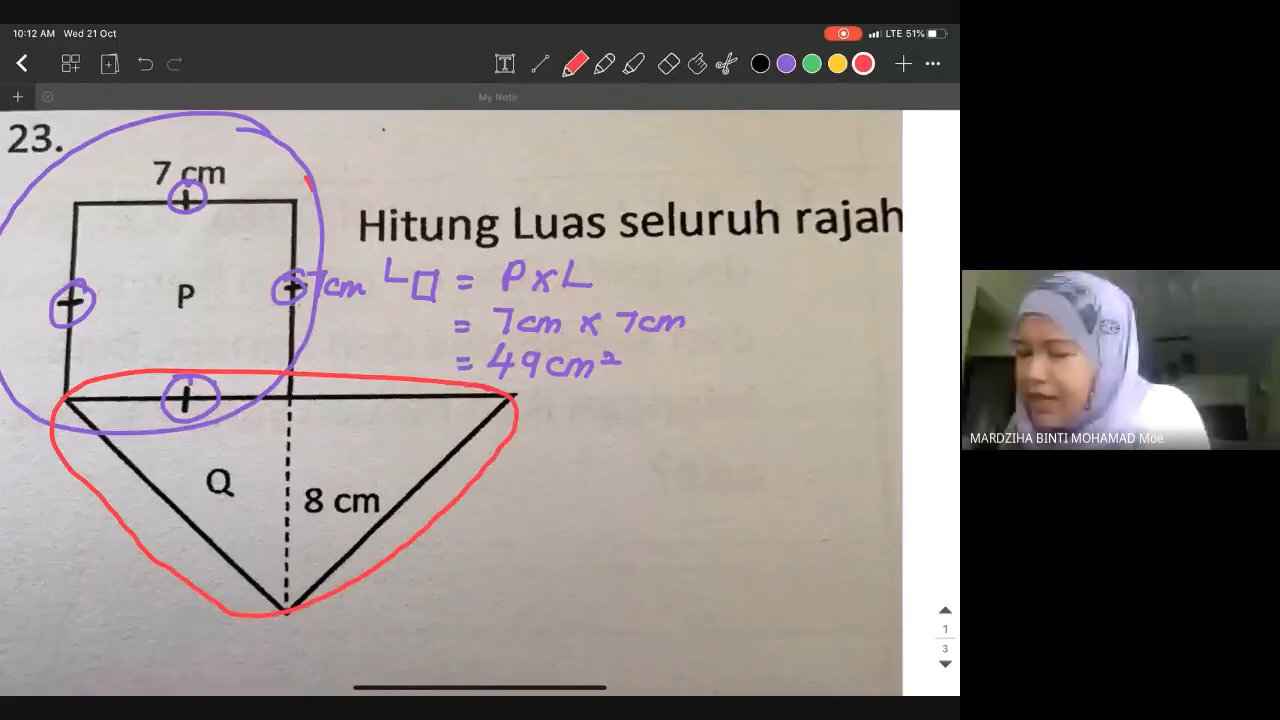 10:12 AM Wed 21 Oct
LTE 51%
T
My Note
23.
7 cm
Hitung Luas seluruh rajah
P
7cm
L□ = P x L
= 7cm x 7cm
= 49cm²
Q
8 cm
MARDZIHA BINTI MOHAMAD Moe
1
3